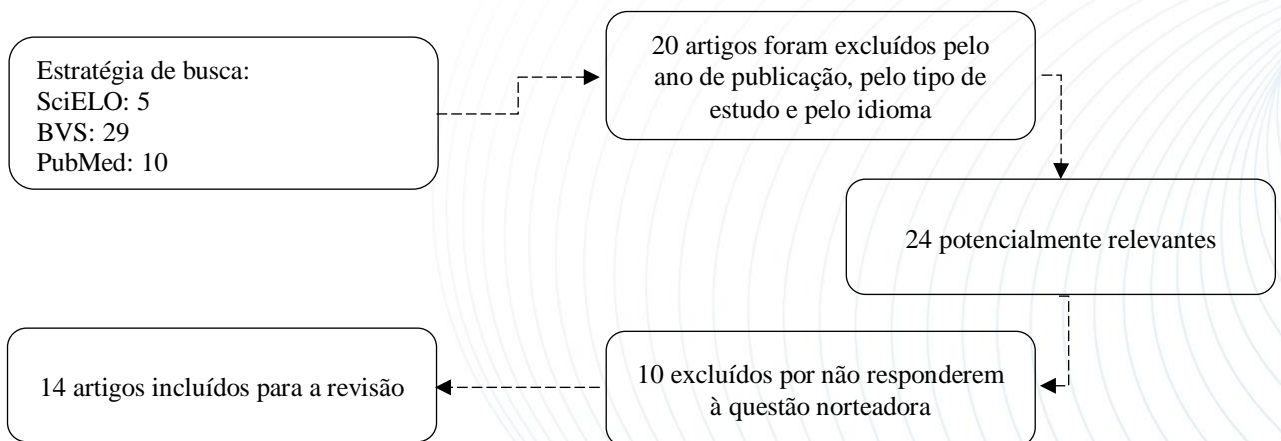 Estratégia de busca:
SciELO: 5
BVS: 29
PubMed: 10
20 artigos foram excluídos pelo
ano de publicação, pelo tipo de
estudo e pelo idioma
24 potencialmente relevantes
10 excluídos por não responderem
à questão norteadora
14 artigos incluídos para a revisão